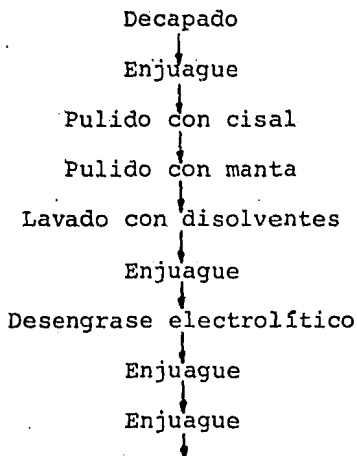 Decapado
Enjuague
Pulido con cisal
Pulido con manta
Lavado con disolventes
Enjuague
Desengrase electrolítico
Enjuague
Enjuague